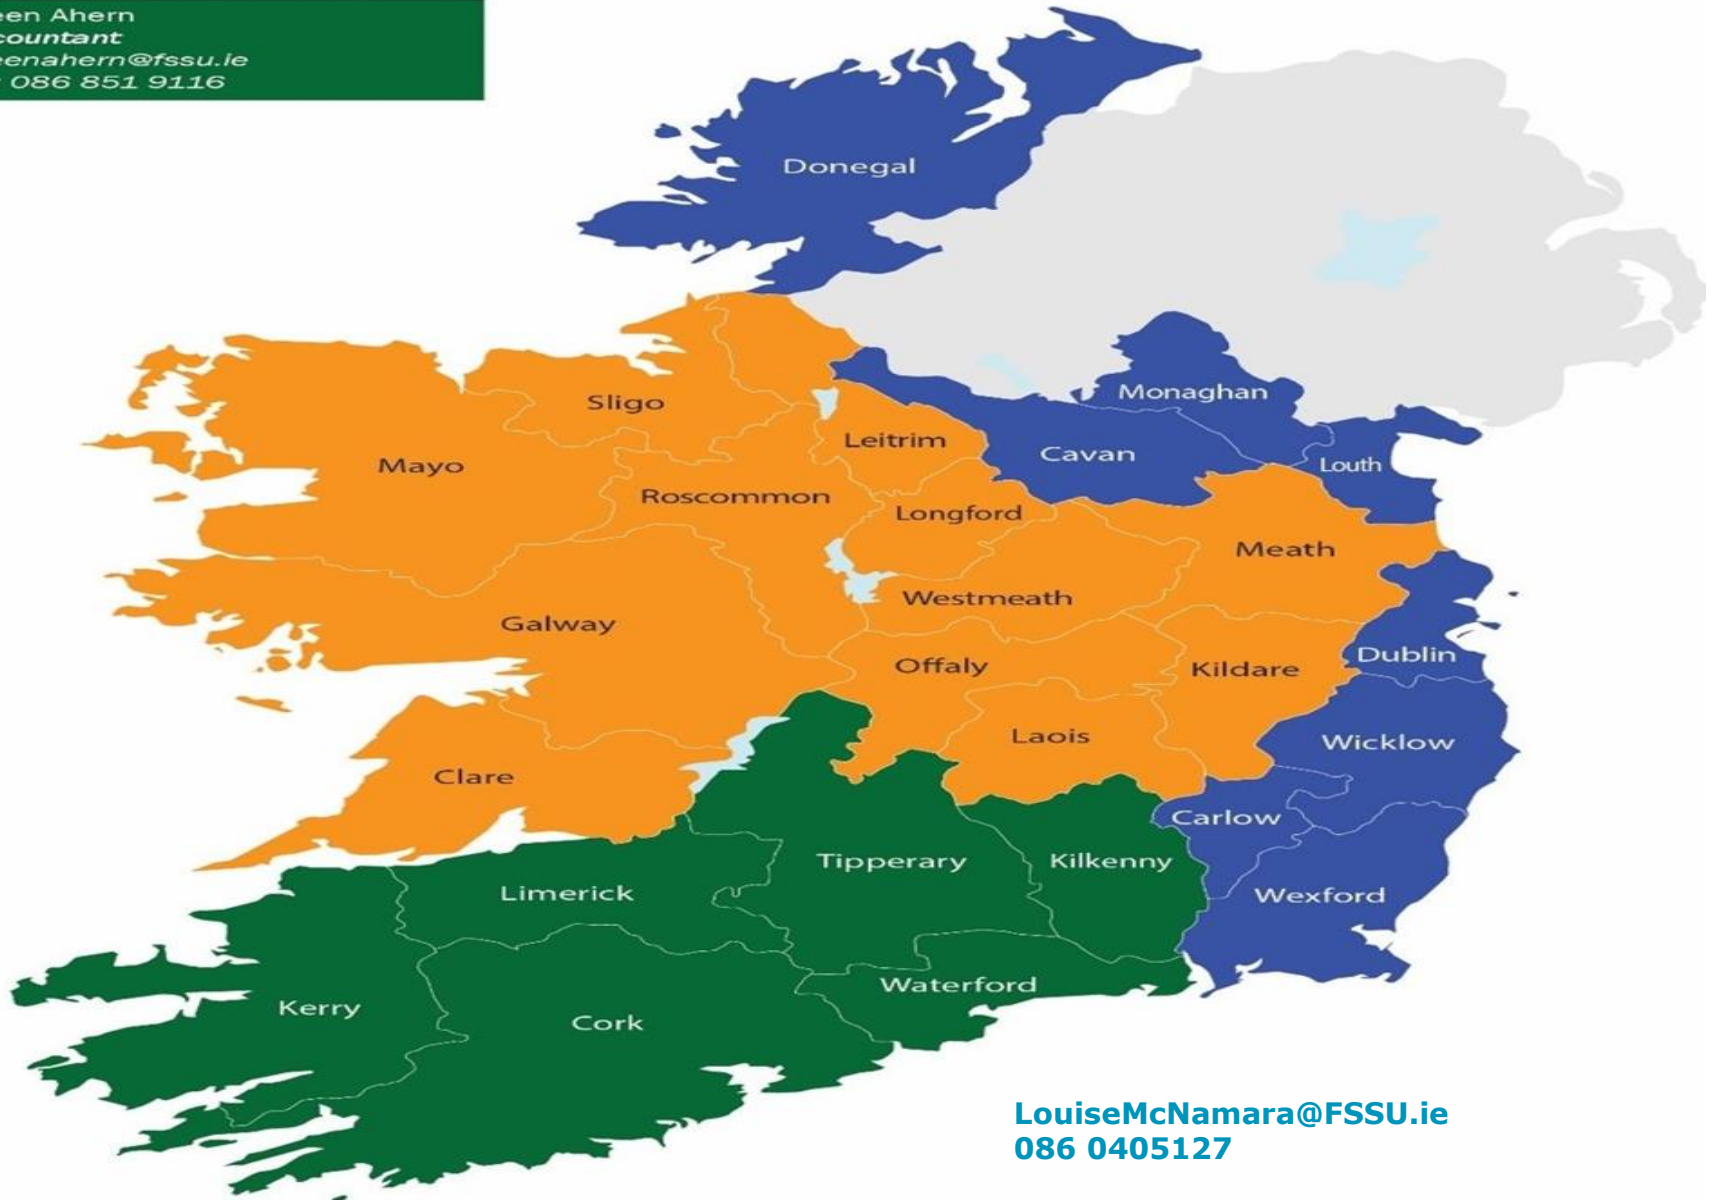 een Ahern
countant
eenahern@fssu.ie
: 086 851 9116
Donegal
Monaghan
Sligo
Leitrim
Cavan
Louth
Mayo
Roscommon
Longford
Meath
Westmeath
Galway
Offaly
Kildare
Dublin
Laois
Wicklow
Clare
Carlow
Tipperary
Kilkenny
Limerick
Wexford
Waterford
Kerry
Cork
LouiseMcNamara@FSSU.ie
086 0405127